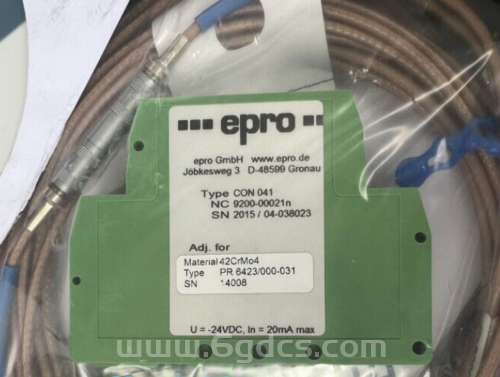 epro
epro GmbH www.epro.de
Jöbkesweg 3 D-48599 Gronau
Type CON 041
NC 9200-00021n
SN 2015 / 04-038023
Adj. for
Material 42CrMo4
Type PR 6423/000-031
SN 14008
U = -24VDC, In = 20mA max
www.6gdcs.com